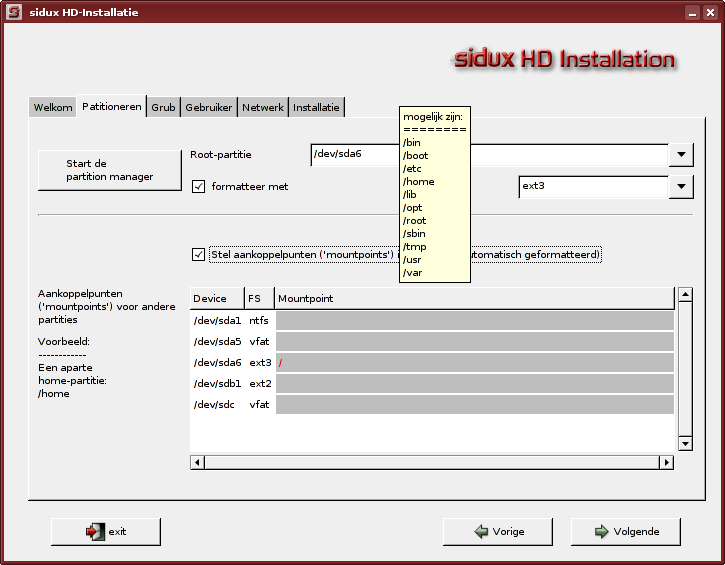 sidux HD-Installatie
sidux HD Installation
Welkom Patitioneren Grub Gebruiker Netwerk Installatie
mogelijk zijn:
========
/bin
/boot
/etc
/home
/lib
/opt
/root
/sbin
/tmp
/usr
/var
Start de
partition manager
Root-partitie /dev/sda6
formatteer met ext3
Stel aankoppelpunten ('mountpoints') utomatisch geformatteerd)
Aankoppelpunten
('mountpoints') voor andere
partities
Voorbeeld:
------------
Een aparte
home-partitie:
/home
Device FS Mountpoint
/dev/sda1 ntfs
/dev/sda5 vfat
/dev/sda6 ext3 /
/dev/sdb1 ext2
/dev/sdc vfat
exit Vorige Volgende